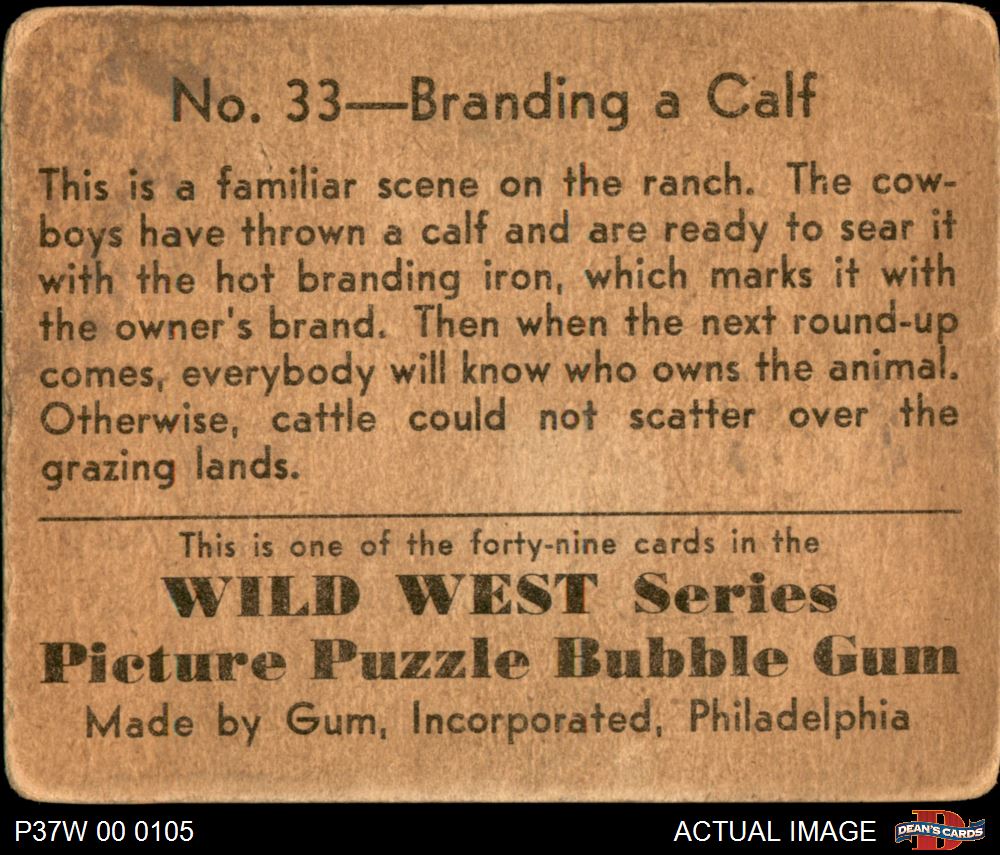 No. 33—Branding a Calf
This is a familiar scene on the ranch. The cow-
boys have thrown a calf and are ready to sear it
with the hot branding iron, which marks it with
the owner's brand. Then when the next round-up
comes, everybody will know who owns the animal.
Otherwise, cattle could not scatter over the
grazing lands.
This is one of the forty-nine cards in the
WILD WEST Series
Picture Puzzle Bubble Gum
Made by Gum, Incorporated, Philadelphia
P37W 00 0105
ACTUAL IMAGE
D
DEAN'S CARDS